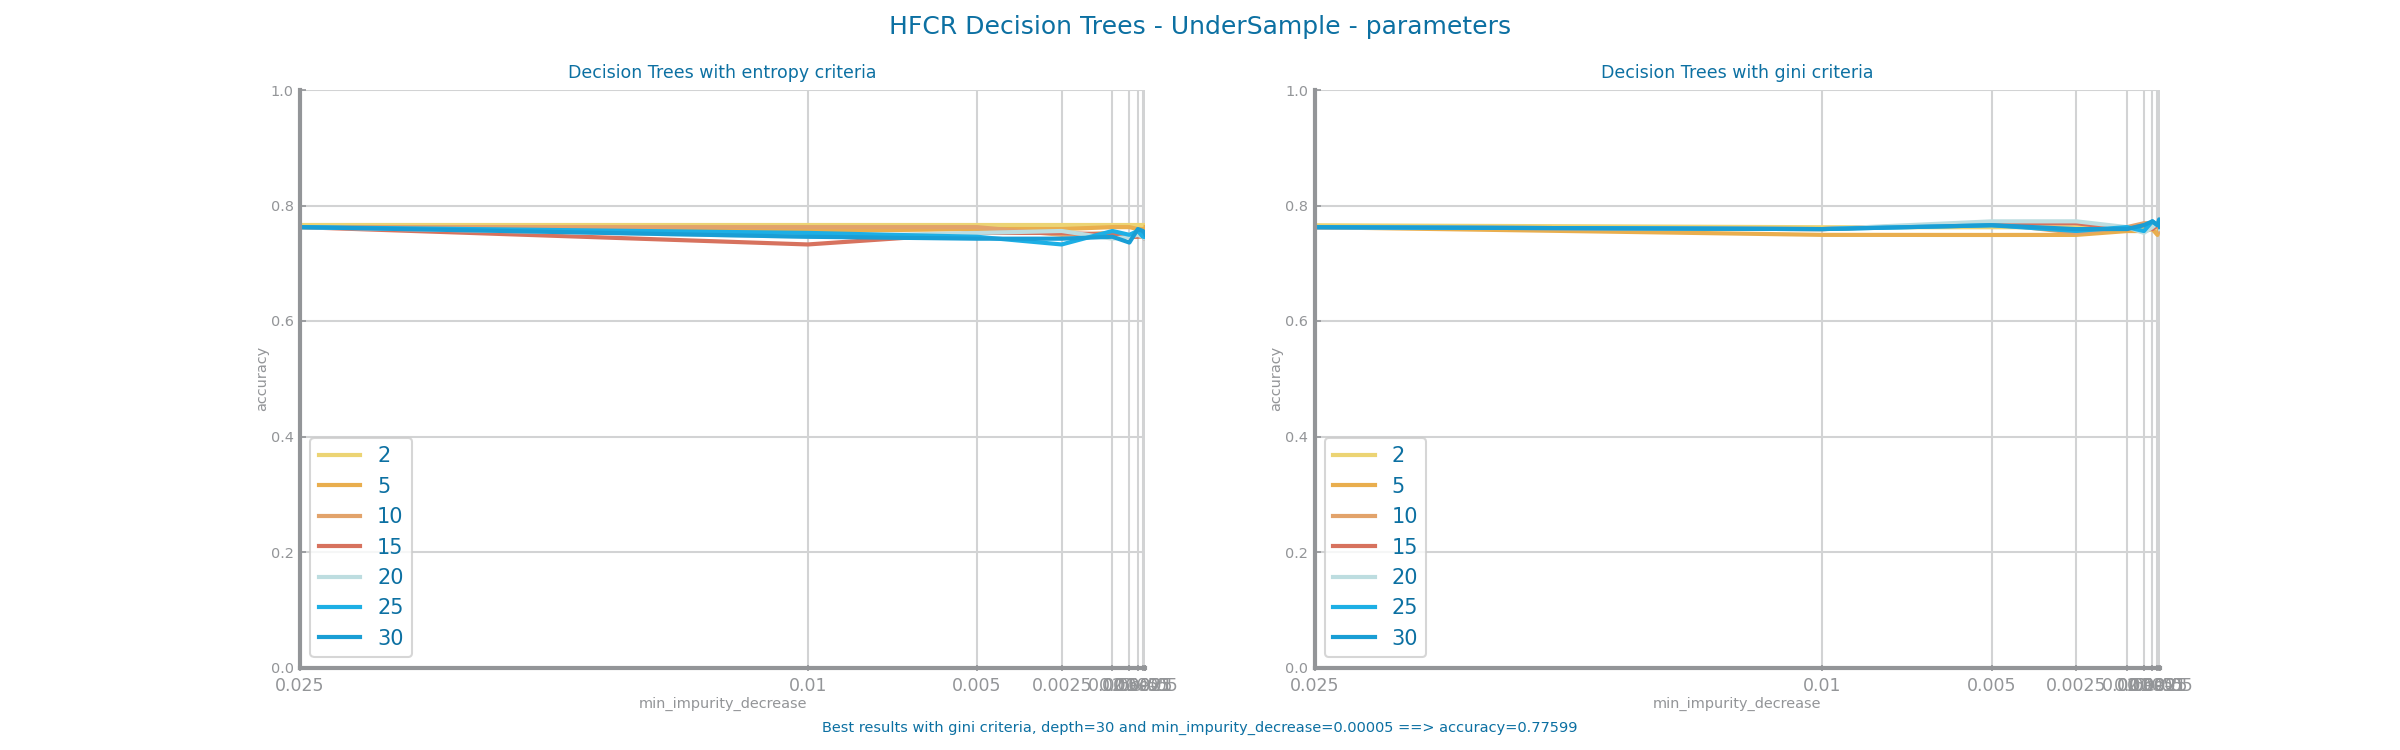 HFCR Decision Trees - UnderSample - parameters
Decision Trees with entropy criteria
1.0
0.8
0.6
0.4
0.2
0.0
accuracy
2
5
10
15
20
25
30
0.025 0.01 0.005 0.0025
min_impurity_decrease
Decision Trees with gini criteria
1.0
0.8
0.6
0.4
0.2
0.0
accuracy
2
5
10
15
20
25
30
0.025 0.01 0.005 0.0025
min_impurity_decrease
Best results with gini criteria, depth=30 and min_impurity_decrease=0.00005 ==> accuracy=0.77599